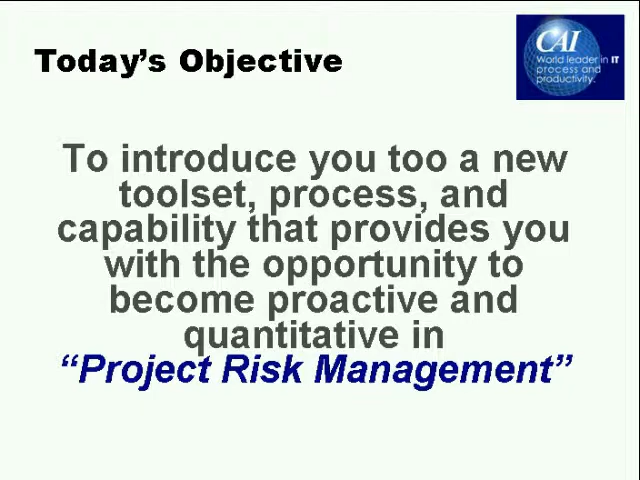 Today's Objective
CAI
World leader in IT
process and
productivity.
To introduce you too a new
toolset, process, and
capability that provides you
with the opportunity to
become proactive and
quantitative in
“Project Risk Management”